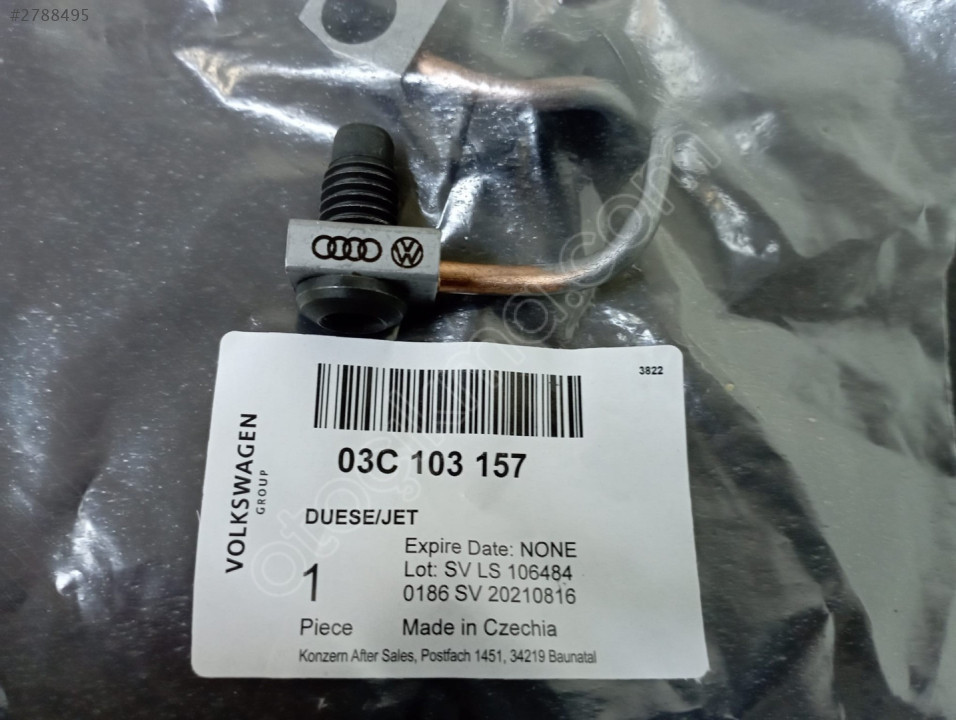 #2788495
3822
VOLKSWAGEN
GROUP
03C 103 157
DUESE/JET
Expire Date: NONE
Lot: SV LS 106484
1
0186 SV 20210816
Piece
Made in Czechia
Konzern After Sales, Postfach 1451, 34219 Baunatal